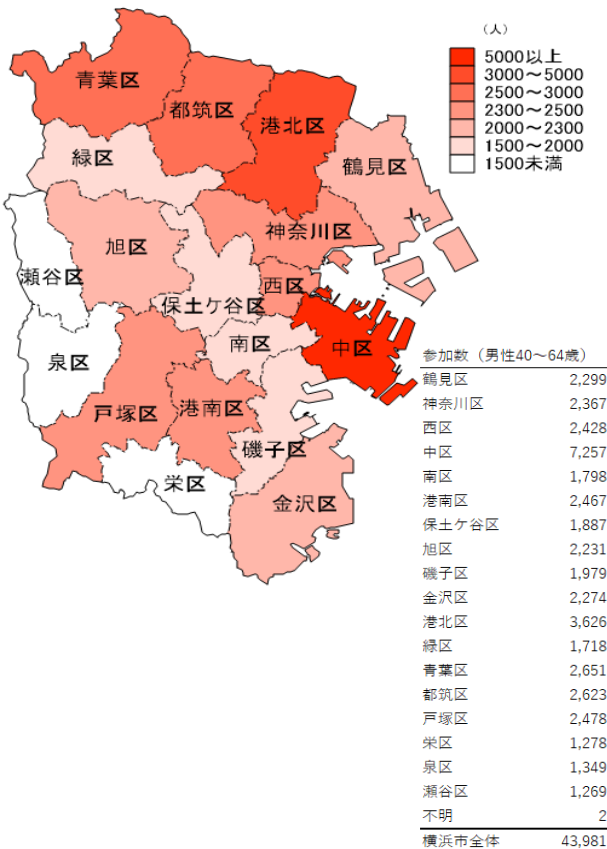 （人）
5000以上
3000～5000
2500～3000
2300～2500
2000～2300
1500～2000
1500未満
青葉区
都筑区
港北区
緑区
鶴見区
神奈川区
旭区
瀬谷区
西区
保土ケ谷区
南区
中区
泉区
戸塚区
港南区
磯子区
栄区
金沢区
参加数（男性40～64歳）
鶴見区 2,299
神奈川区 2,367
西区 2,428
中区 7,257
南区 1,798
港南区 2,467
保土ケ谷区 1,887
旭区 2,231
磯子区 1,979
金沢区 2,274
港北区 3,626
緑区 1,718
青葉区 2,651
都筑区 2,623
戸塚区 2,478
栄区 1,278
泉区 1,349
瀬谷区 1,269
不明 2
横浜市全体 43,981